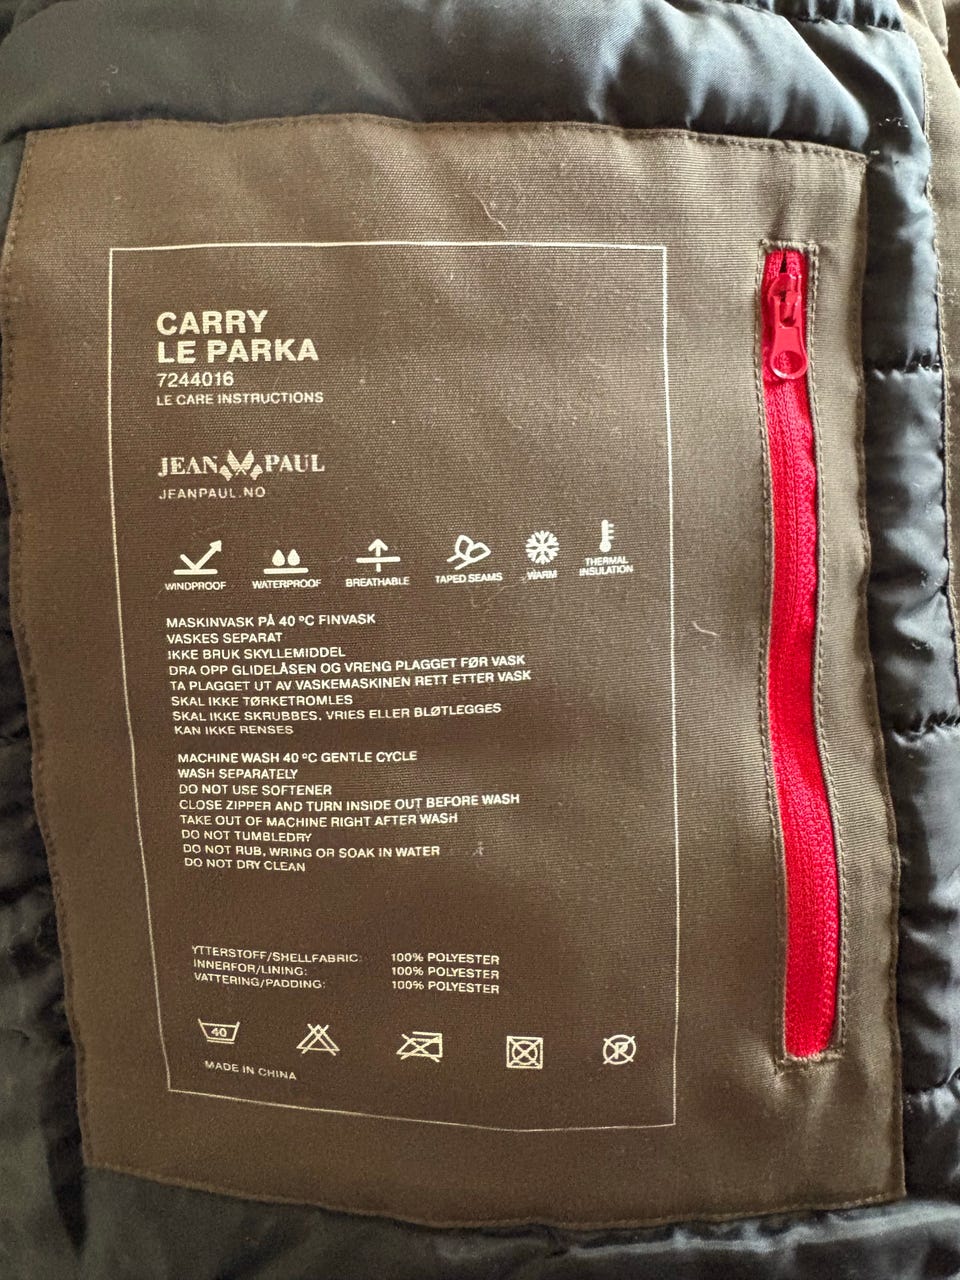 CARRY
LE PARKA
7244016
LE CARE INSTRUCTIONS
JEAN PAUL
JEANPAUL.NO
WINDPROOF WATERPROOF BREATHABLE TAPED SEAMS WARM THERMAL INSULATION
MASKINVASK PÅ 40 ºC FINVASK
VASKES SEPARAT
IKKE BRUK SKYLLEMIDDEL
DRA OPP GLIDELÅSEN OG VRENG PLAGGET FØR VASK
TA PLAGGET UT AV VASKEMASKINEN RETT ETTER VASK
SKAL IKKE TØRKETROMLES
SKAL IKKE SKRUBBES, VRIES ELLER BLØTLEGGES
KAN IKKE RENSES
MACHINE WASH 40 ºC GENTLE CYCLE
WASH SEPARATELY
DO NOT USE SOFTENER
CLOSE ZIPPER AND TURN INSIDE OUT BEFORE WASH
TAKE OUT OF MACHINE RIGHT AFTER WASH
DO NOT TUMBLEDRY
DO NOT RUB, WRING OR SOAK IN WATER
DO NOT DRY CLEAN
YTTERSTOFF/SHELLFABRIC: 100% POLYESTER
INNERFOR/LINING: 100% POLYESTER
VATTERING/PADDING: 100% POLYESTER
40 P
MADE IN CHINA